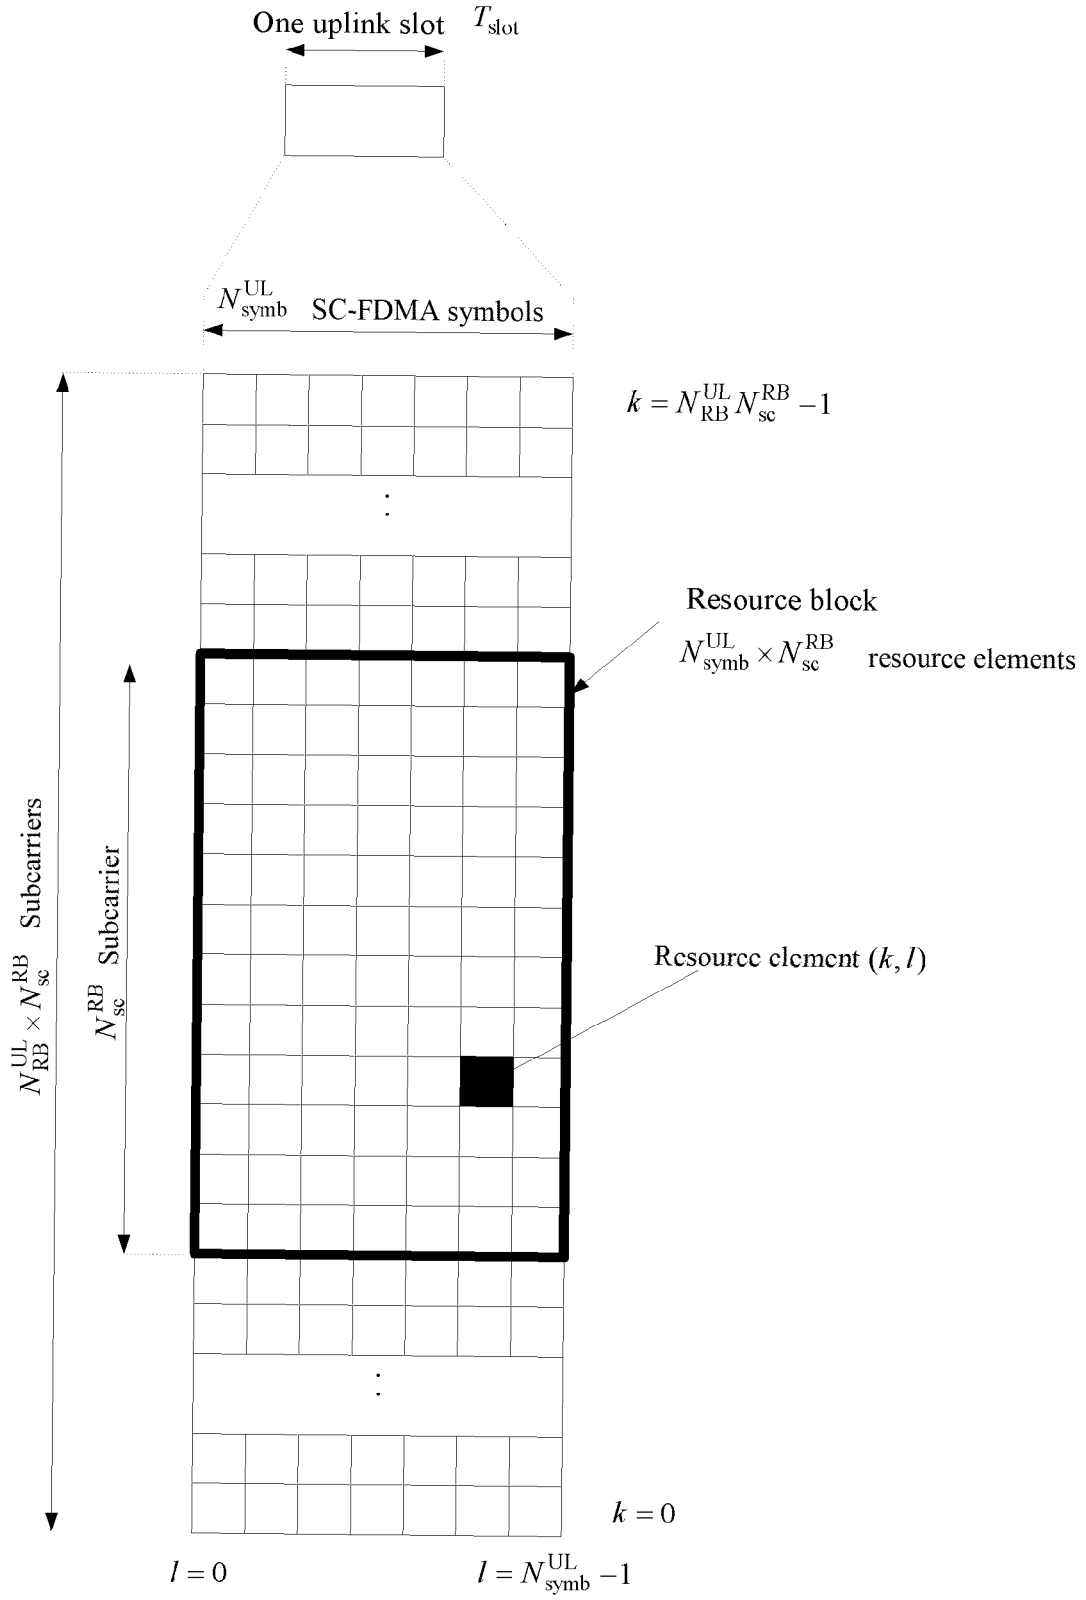 One uplink slot T_slot
N_symb^UL SC-FDMA symbols
k = N_RB^UL N_sc^RB −1
Resource block
N_symb^UL × N_sc^RB resource elements
N_RB^UL × N_sc^RB Subcarriers
N_sc^RB Subcarrier
Resource element (k, l)
k = 0
l = 0
l = N_symb^UL −1